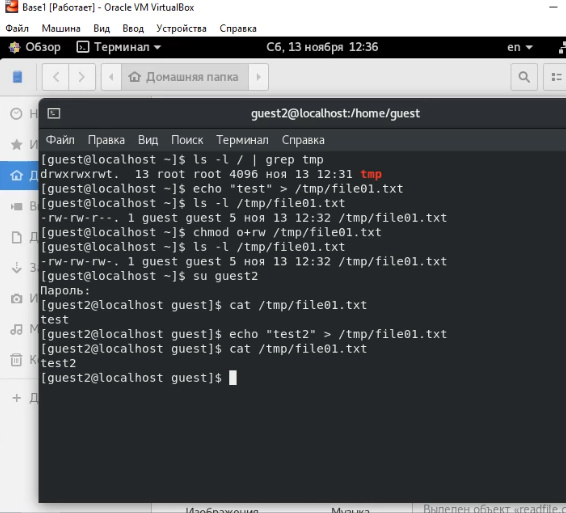 Base1 [Работает] - Oracle VM VirtualBox
Файл Машина Вид Ввод Устройства Справка
Обзор Терминал Сб, 13 ноября 12:36 en
Домашняя папка
guest2@localhost:/home/guest
Файл Правка Вид Поиск Терминал Справка
[guest@localhost ~]$ ls -l / | grep tmp
drwxrwxrwt. 13 root root 4096 ноя 13 12:31 tmp
[guest@localhost ~]$ echo "test" > /tmp/file01.txt
[guest@localhost ~]$ ls -l /tmp/file01.txt
-rw-rw-r--. 1 guest guest 5 ноя 13 12:32 /tmp/file01.txt
[guest@localhost ~]$ chmod o+rw /tmp/file01.txt
[guest@localhost ~]$ ls -l /tmp/file01.txt
-rw-rw-rw-. 1 guest guest 5 ноя 13 12:32 /tmp/file01.txt
[guest@localhost ~]$ su guest2
Пароль:
[guest2@localhost guest]$ cat /tmp/file01.txt
test
[guest2@localhost guest]$ echo "test2" > /tmp/file01.txt
[guest2@localhost guest]$ cat /tmp/file01.txt
test2
[guest2@localhost guest]$
Изображения Музыка